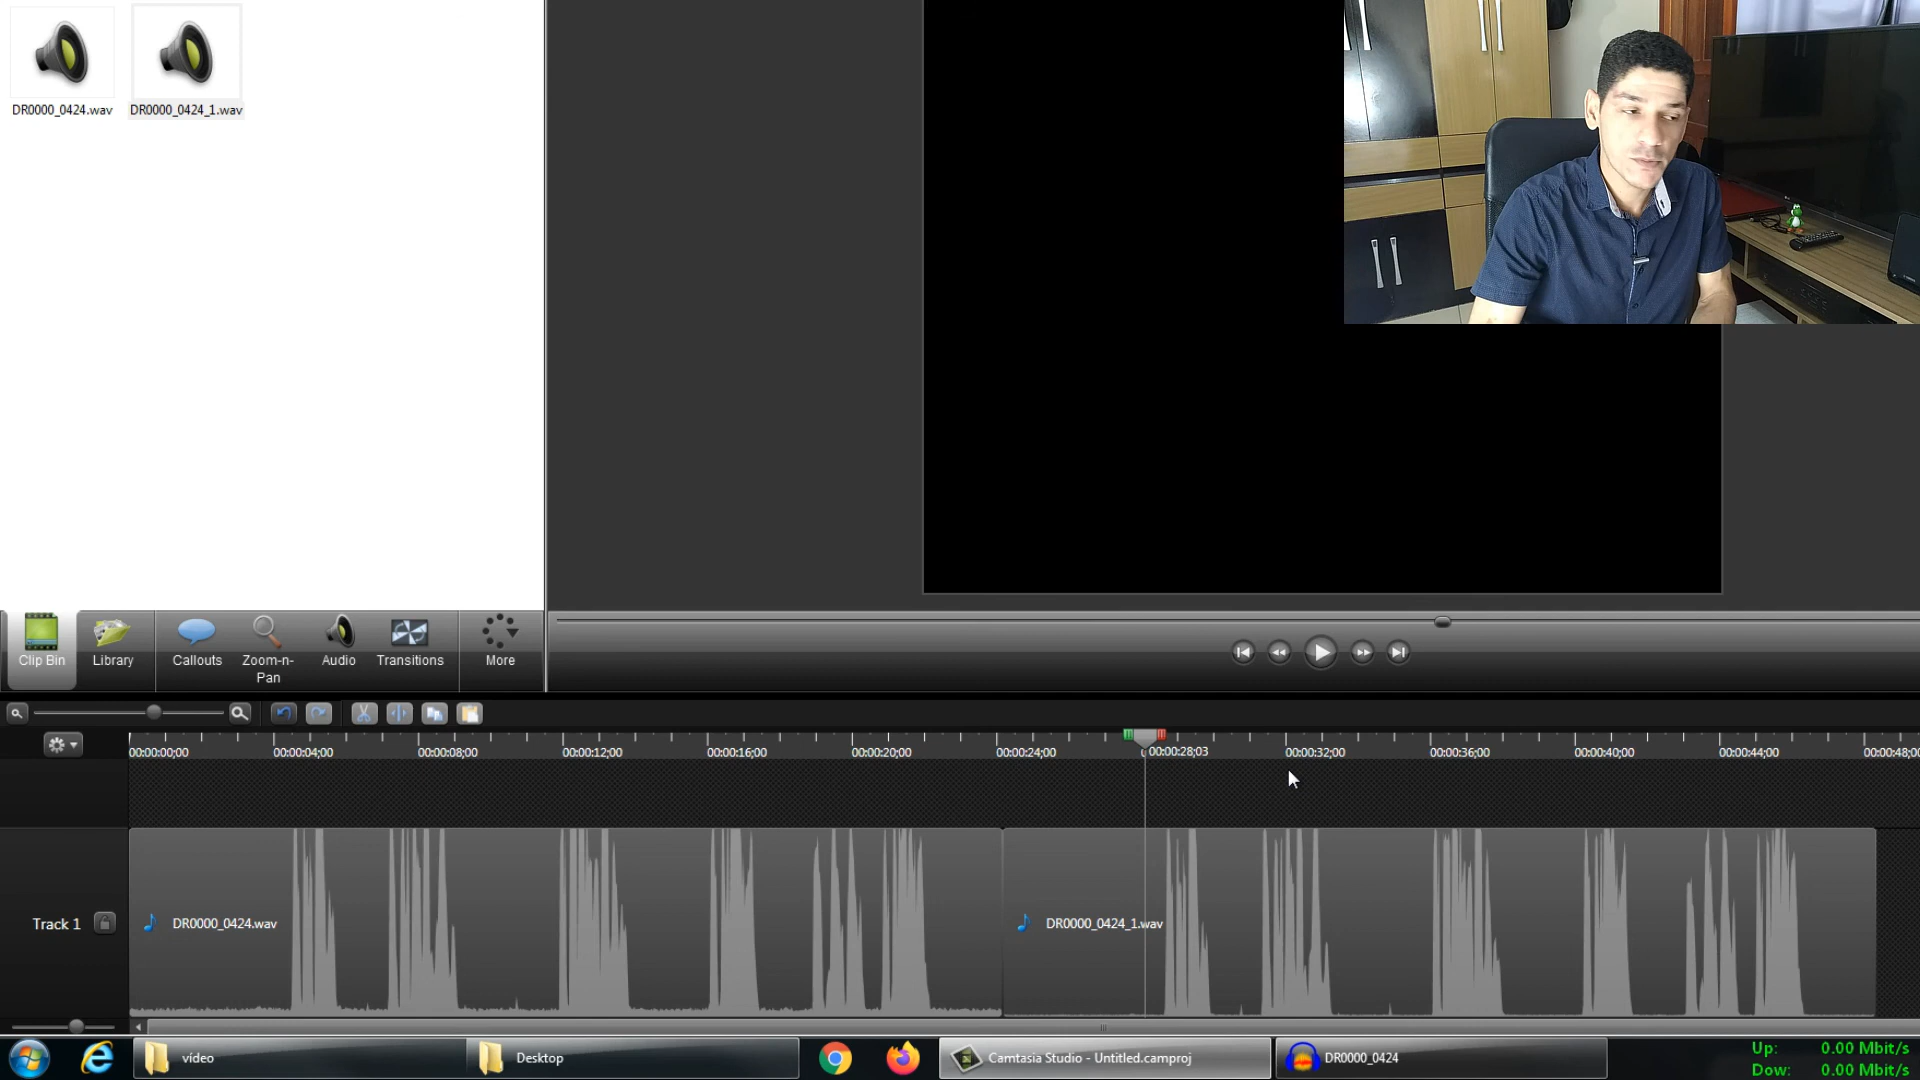 DR0000_0424.wav
DR0000_0424_1.wav
Clip Bin
Library
Callouts
Zoom-n-
Pan
Audio
Transitions
More
00:00:00;00
00:00:04;00
00:00:08;00
00:00:12;00
00:00:16;00
00:00:20;00
00:00:24;00
00:00:28;03
00:00:32;00
00:00:36;00
00:00:40;00
00:00:44;00
00:00:48;00
Track 1
DR0000_0424.wav
DR0000_0424_1.wav
vídeo
Desktop
Camtasia Studio - Untitled.camproj
DR0000_0424
Up: 0.00 Mbit/s
Dow: 0.00 Mbit/s